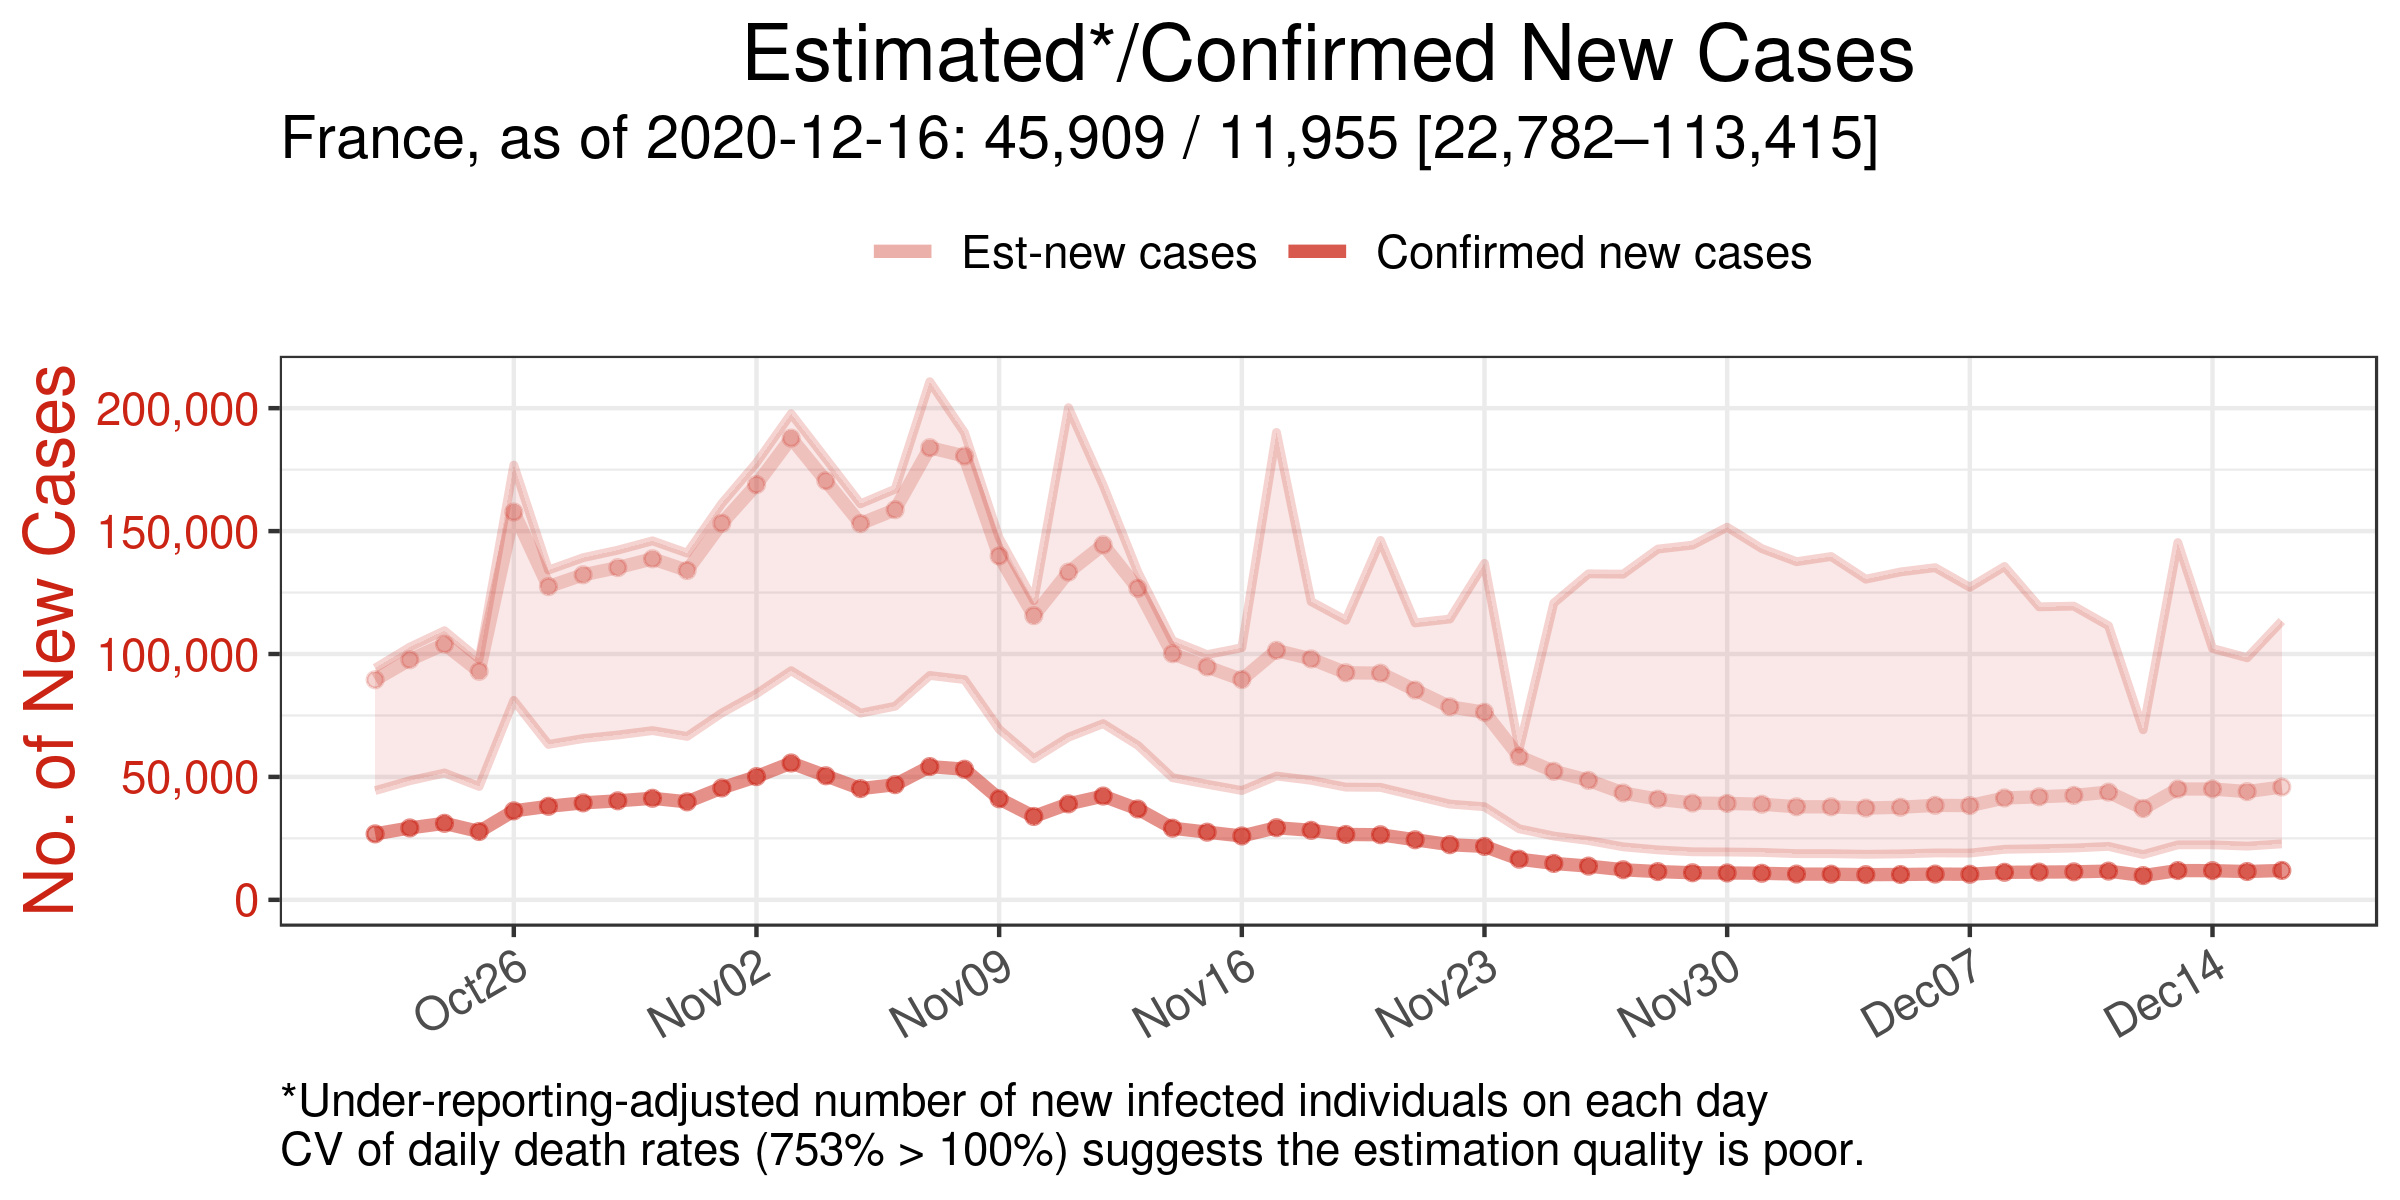 Estimated*/Confirmed New Cases
France, as of 2020-12-16: 45,909 / 11,955 [22,782–113,415]
Est-new cases
Confirmed new cases
No. of New Cases
200,000
150,000
100,000
50,000
0
Oct26
Nov02
Nov09
Nov16
Nov23
Nov30
Dec07
Dec14
*Under-reporting-adjusted number of new infected individuals on each day
CV of daily death rates (753% > 100%) suggests the estimation quality is poor.